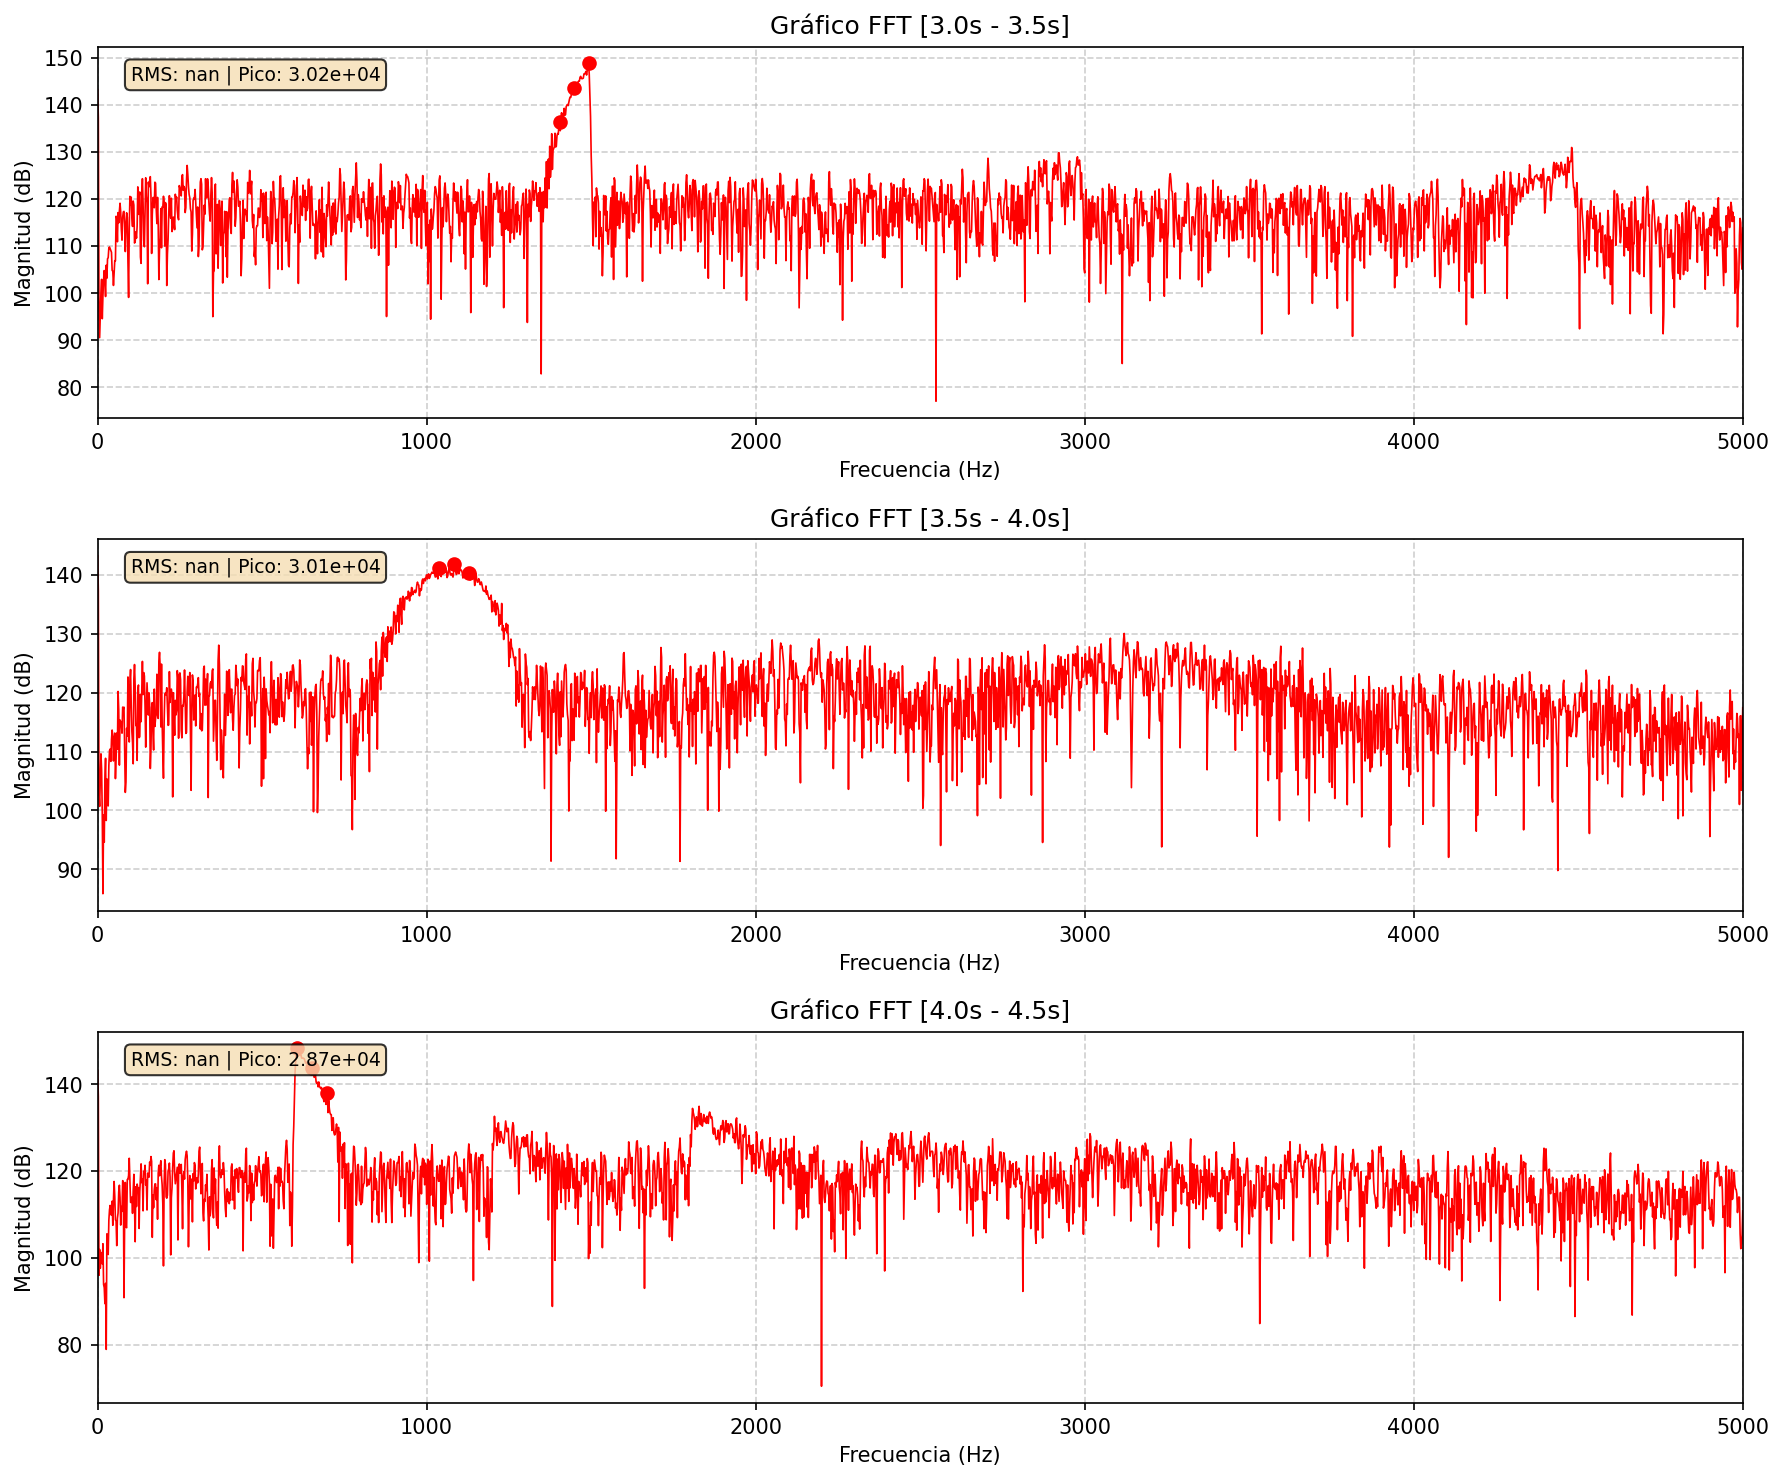 Gráfico FFT [3.0s - 3.5s]
RMS: nan | Pico: 3.02e+04
Magnitud (dB)
150
140
130
120
110
100
90
80
0 1000 2000 3000 4000 5000
Frecuencia (Hz)
Gráfico FFT [3.5s - 4.0s]
RMS: nan | Pico: 3.01e+04
Magnitud (dB)
140
130
120
110
100
90
0 1000 2000 3000 4000 5000
Frecuencia (Hz)
Gráfico FFT [4.0s - 4.5s]
RMS: nan | Pico: 2.87e+04
Magnitud (dB)
140
120
100
80
0 1000 2000 3000 4000 5000
Frecuencia (Hz)